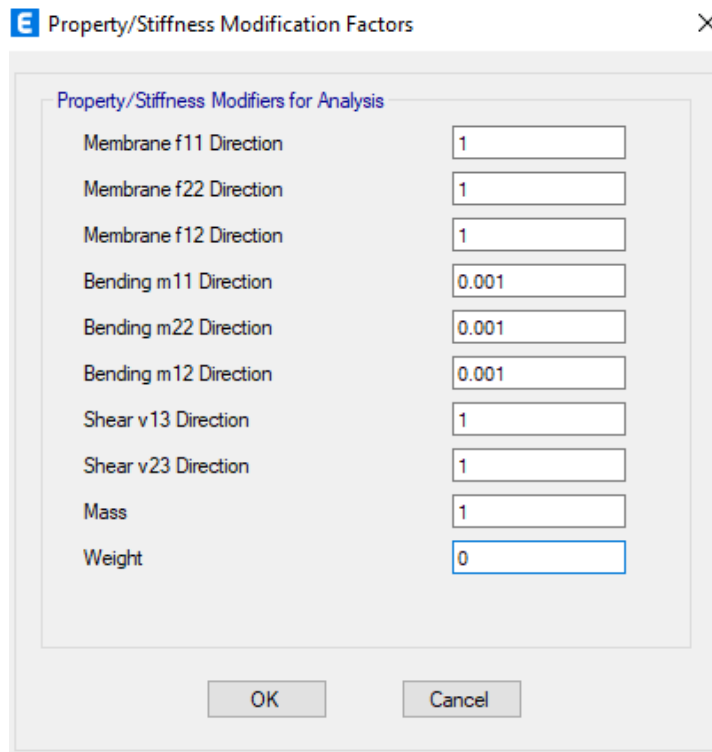 E Property/Stiffness Modification Factors
Property/Stiffness Modifiers for Analysis
Membrane f11 Direction 1
Membrane f22 Direction 1
Membrane f12 Direction 1
Bending m11 Direction 0.001
Bending m22 Direction 0.001
Bending m12 Direction 0.001
Shear v13 Direction 1
Shear v23 Direction 1
Mass 1
Weight 0
OK Cancel